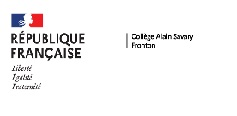 RÉPUBLIQUE
FRANÇAISE
Liberté
Égalité
Fraternité
Collège Alain Savary
Fronton